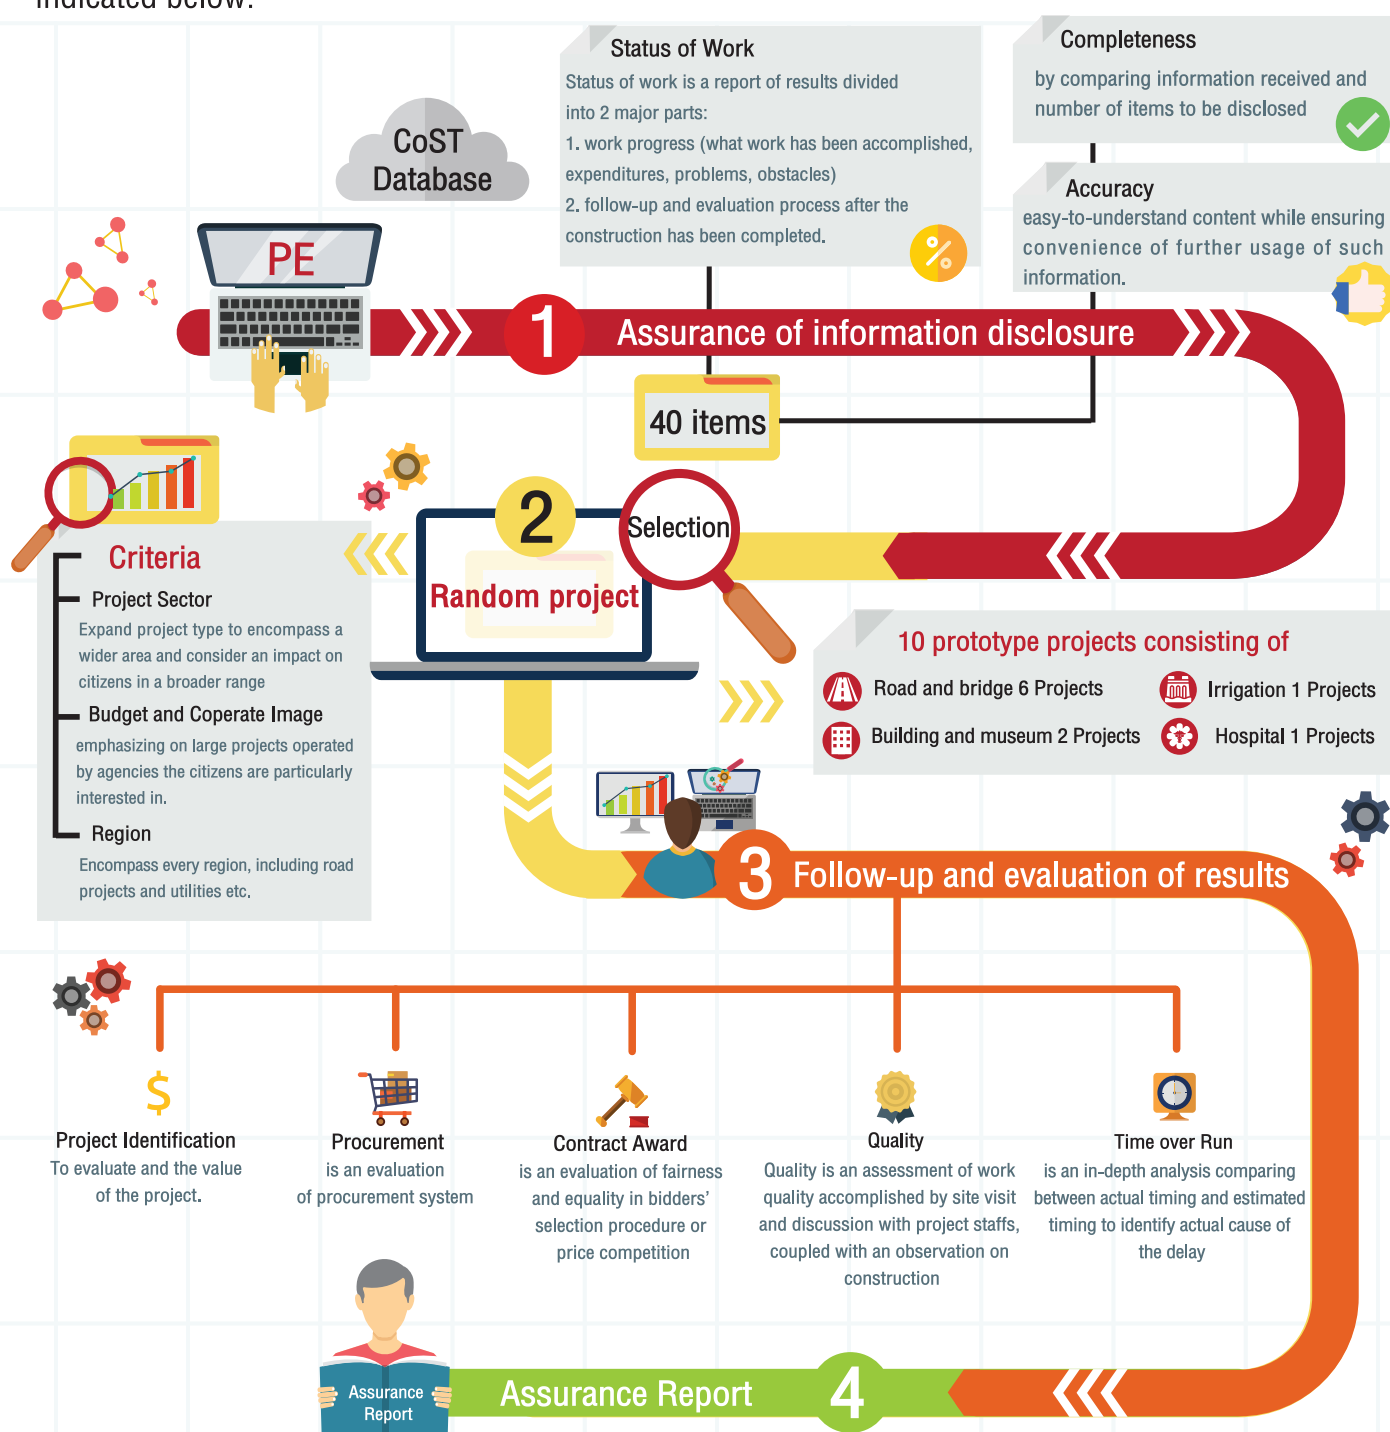 indicated below:
Status of Work
Status of work is a report of results divided
into 2 major parts:
1. work progress (what work has been accomplished,
expenditures, problems, obstacles)
2. follow-up and evaluation process after the
construction has been completed.
%
Completeness
by comparing information received and
number of items to be disclosed
Accuracy
easy-to-understand content while ensuring
convenience of further usage of such
information.
CoST
Database
PE
1 Assurance of information disclosure
40 items
2
Selection
Random project
Criteria
Project Sector
Expand project type to encompass a
wider area and consider an impact on
citizens in a broader range
Budget and Coperate Image
emphasizing on large projects operated
by agencies the citizens are particularly
interested in.
Region
Encompass every region, including road
projects and utilities etc.
10 prototype projects consisting of
Road and bridge 6 Projects
Irrigation 1 Projects
Building and museum 2 Projects
Hospital 1 Projects
3 Follow-up and evaluation of results
$
Project Identification
To evaluate and the value
of the project.
Procurement
is an evaluation
of procurement system
Contract Award
is an evaluation of fairness
and equality in bidders'
selection procedure or
price competition
Quality
Quality is an assessment of work
quality accomplished by site visit
and discussion with project staffs,
coupled with an observation on
construction
Time over Run
is an in-depth analysis comparing
between actual timing and estimated
timing to identify actual cause of
the delay
Assurance
Report
Assurance Report 4